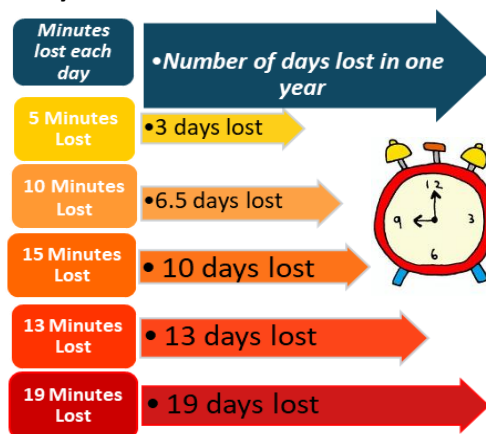 Minutes
lost each
day
•Number of days lost in one
year
5 Minutes
Lost
•3 days lost
10 Minutes
Lost
•6.5 days lost
15 Minutes
Lost
• 10 days lost
13 Minutes
Lost
• 13 days lost
19 Minutes
Lost
• 19 days lost
12
9
3
6